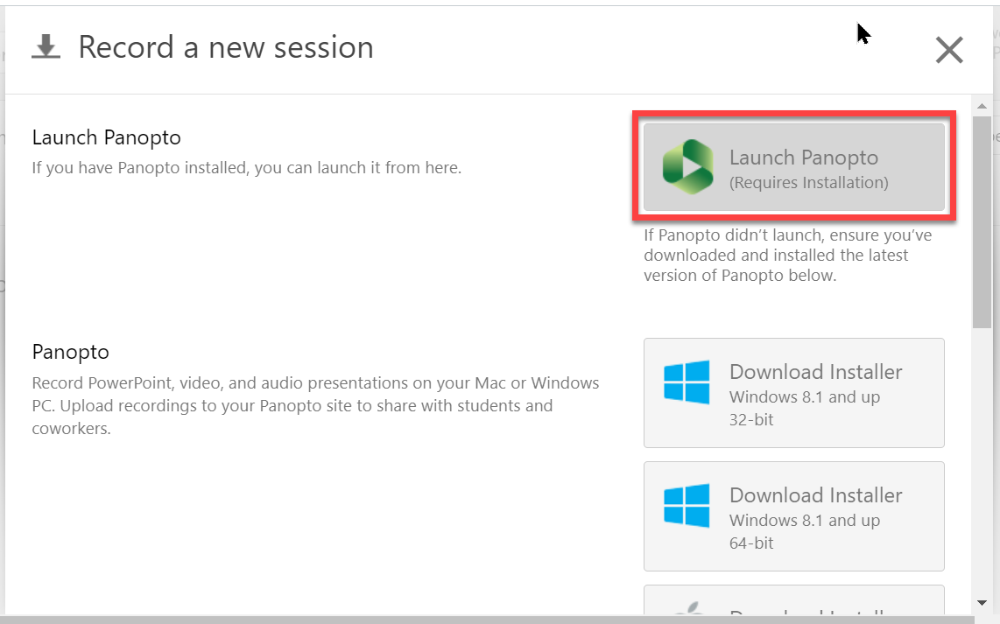 Record a new session
Launch Panopto
If you have Panopto installed, you can launch it from here.
Launch Panopto
(Requires Installation)
If Panopto didn’t launch, ensure you’ve
downloaded and installed the latest
version of Panopto below.
Panopto
Record PowerPoint, video, and audio presentations on your Mac or Windows
PC. Upload recordings to your Panopto site to share with students and
coworkers.
Download Installer
Windows 8.1 and up
32-bit
Download Installer
Windows 8.1 and up
64-bit